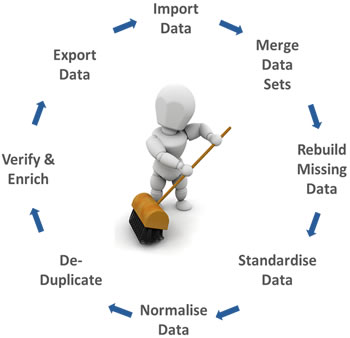 Import
Data
Merge
Data
Sets
Rebuild
Missing
Data
Standardise
Data
Normalise
Data
De-
Duplicate
Verify &
Enrich
Export
Data